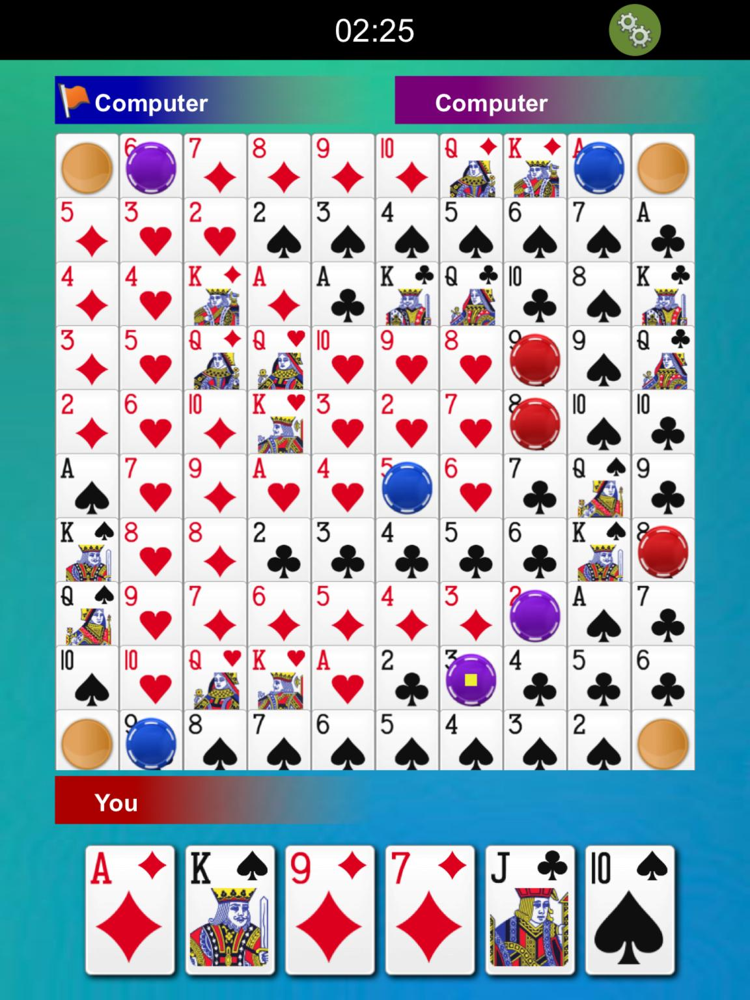 02:25
Computer Computer
6 7 8 9 10 Q K A
5 3 2 2 3 4 5 6 7 A
4 4 K A A K Q 10 8 K
3 5 Q Q 10 9 8 9 9 Q
2 6 10 K 3 2 7 8 10 10
A 7 9 A 4 5 6 7 Q 9
K 8 8 2 3 4 5 6 K 8
Q 9 7 6 5 4 3 2 A 7
10 10 Q K A 2 3 4 5 6
9 8 7 6 5 4 3 2
You
A K 9 7 J 10